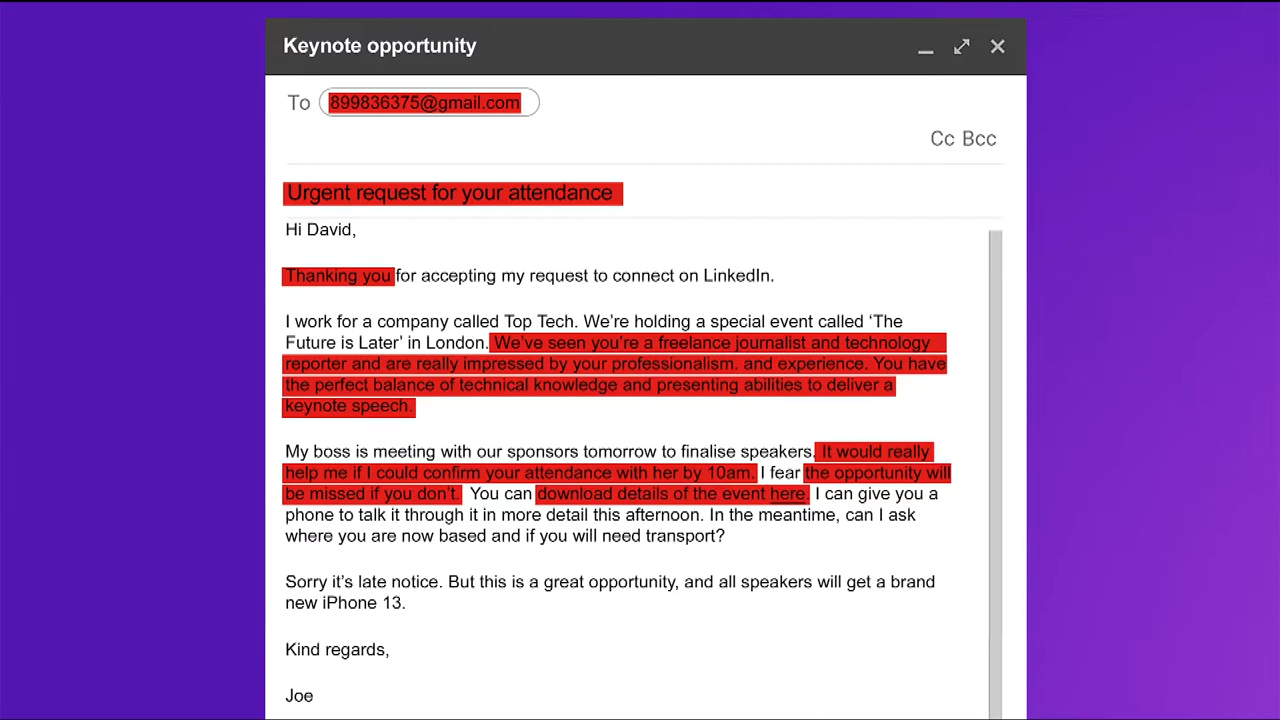 Keynote opportunity
To 899836375@gmail.com
Cc Bcc
Urgent request for your attendance
Hi David,
Thanking you for accepting my request to connect on LinkedIn.
I work for a company called Top Tech. We’re holding a special event called ‘The
Future is Later’ in London. We’ve seen you’re a freelance journalist and technology
reporter and are really impressed by your professionalism. and experience. You have
the perfect balance of technical knowledge and presenting abilities to deliver a
keynote speech.
My boss is meeting with our sponsors tomorrow to finalise speakers. It would really
help me if I could confirm your attendance with her by 10am. I fear the opportunity will
be missed if you don’t. You can download details of the event here. I can give you a
phone to talk it through it in more detail this afternoon. In the meantime, can I ask
where you are now based and if you will need transport?
Sorry it’s late notice. But this is a great opportunity, and all speakers will get a brand
new iPhone 13.
Kind regards,
Joe